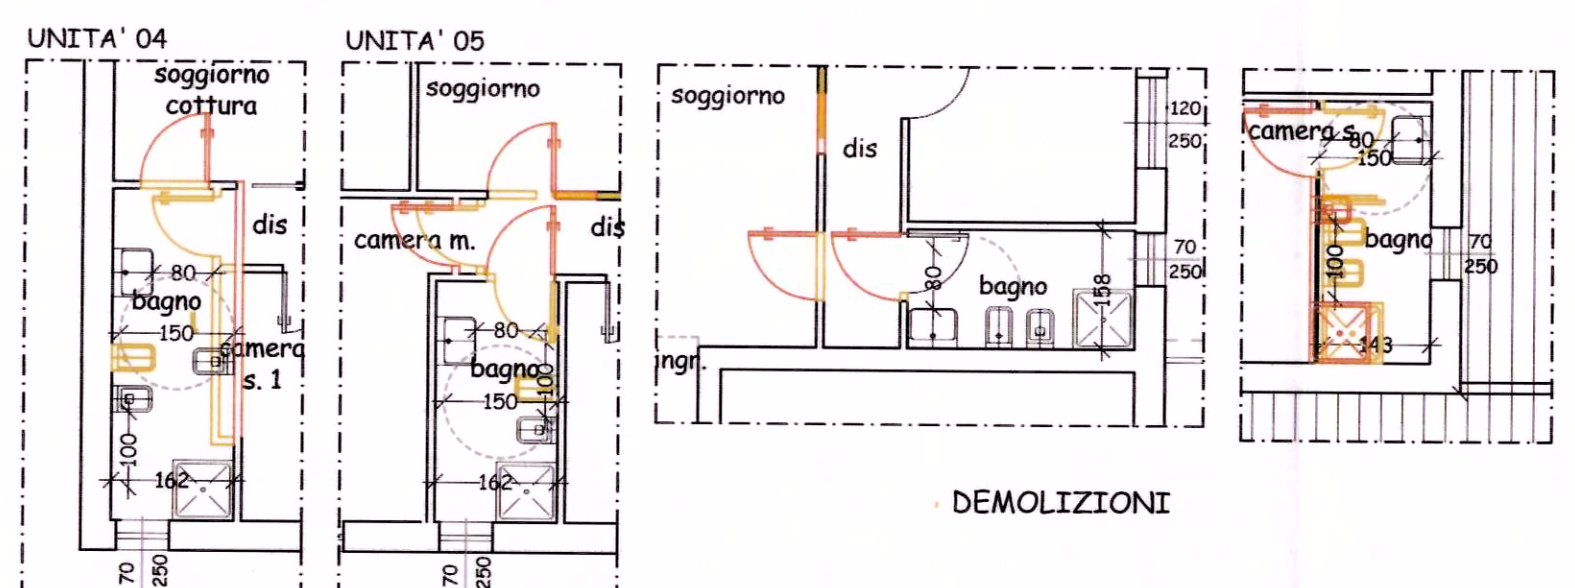 UNITA' 04
soggiorno
cottura
dis
80
bagno
150
camera
s. 1
100
162
70
250
UNITA' 05
soggiorno
dis
camera m.
80
bagno
100
150
162
70
250
soggiorno
dis
120
250
70
250
80
bagno
158
ingr.
camera s.
80
150
bagno
70
250
100
143
DEMOLIZIONI